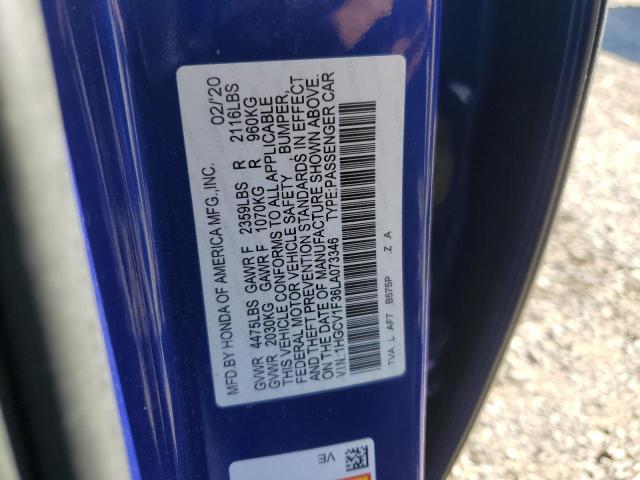 MFD.BY HONDA OF AMERICA MFG.,INC. 02/'20
GVWR 4475LBS GAWR F 2359LBS R 2116LBS
GVWR 2030KG GAWR F 1070KG R 960KG
THIS VEHICLE CONFORMS TO ALL APPLICABLE
FEDERAL MOTOR VEHICLE SAFETY, BUMPER,
AND THEFT PREVENTION STANDARDS IN EFFECT
ON THE DATE OF MANUFACTURE SHOWN ABOVE.
V.I.N.:1HGCV1F36LA073346 TYPE:PASSENGER CAR
TVA L AF7 B575P .Z .A
VE